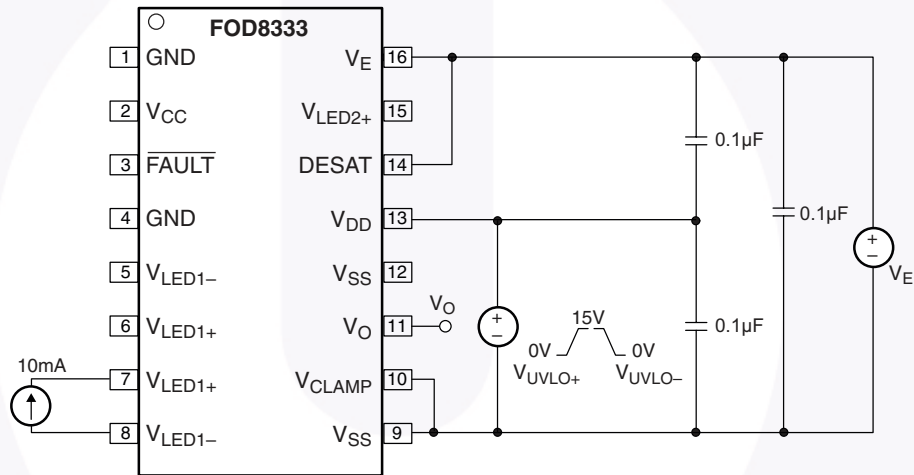 FOD8333
1 GND
2 VCC
3 FAULT
4 GND
5 VLED1–
6 VLED1+
7 VLED1+
8 VLED1–
VE 16
VLED2+ 15
DESAT 14
VDD 13
VSS 12
VO 11
VCLAMP 10
VSS 9
10mA
VO
+
–
15V
0V 0V
VUVLO+ VUVLO–
0.1µF
0.1µF
0.1µF
+
–
VE